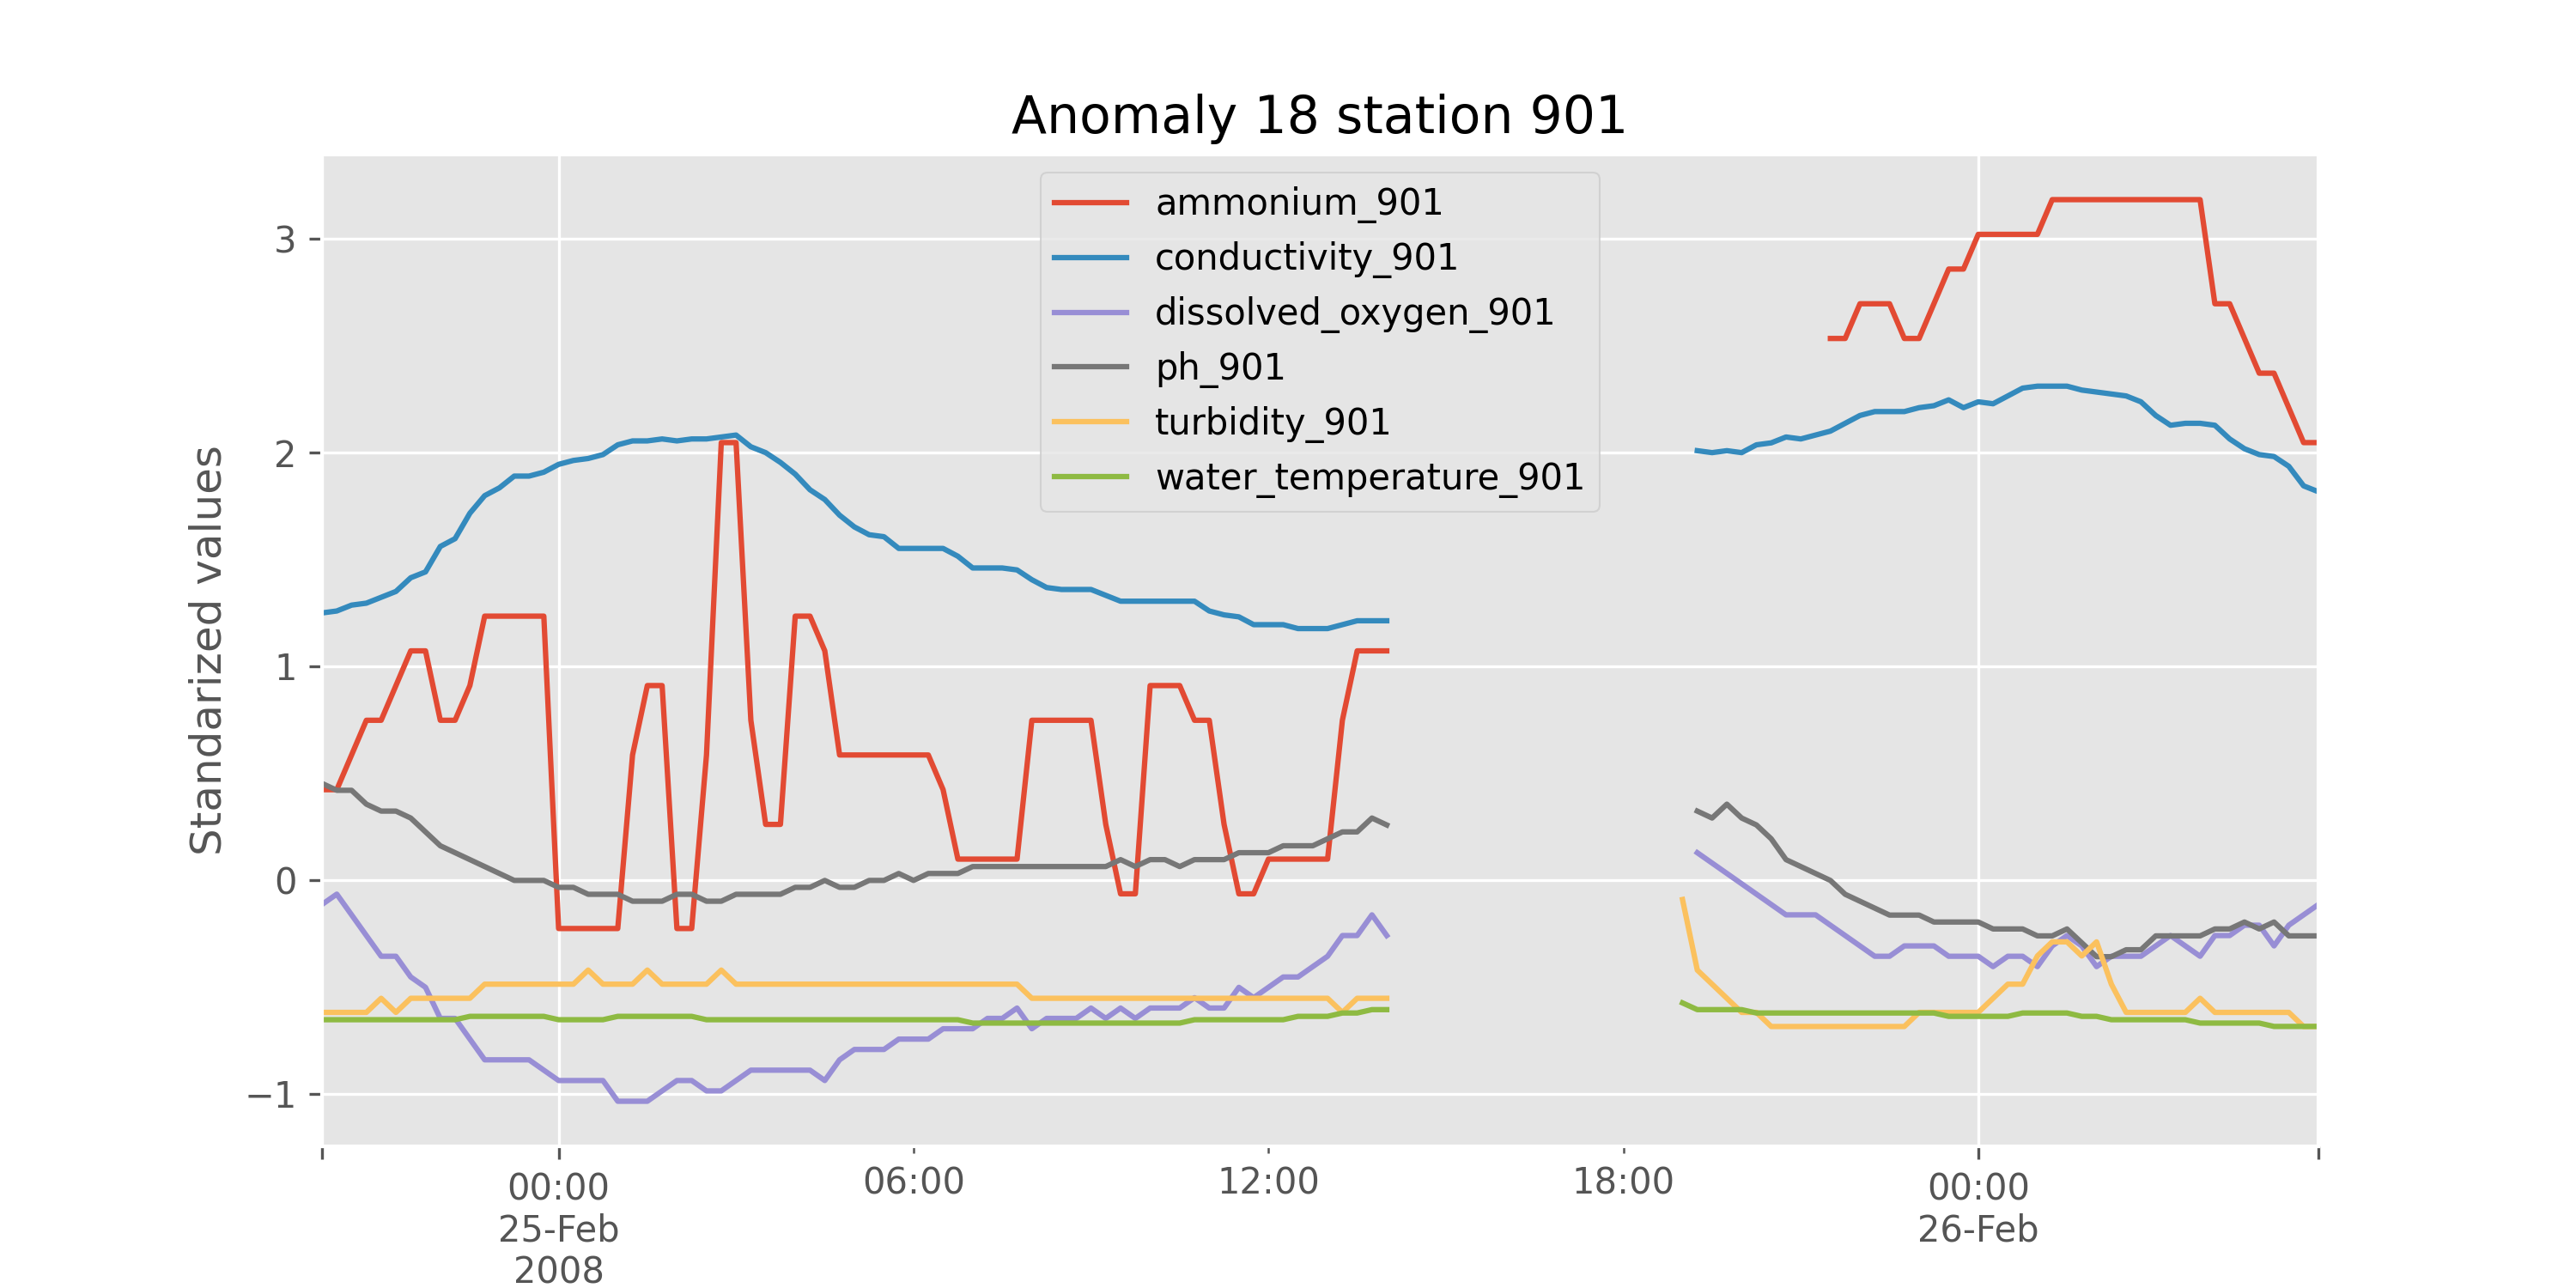 Anomaly 18 station 901
ammonium_901
conductivity_901
dissolved_oxygen_901
ph_901
turbidity_901
water_temperature_901
Standarized values
3
2
1
0
−1
00:00
25-Feb
2008
06:00
12:00
18:00
00:00
26-Feb